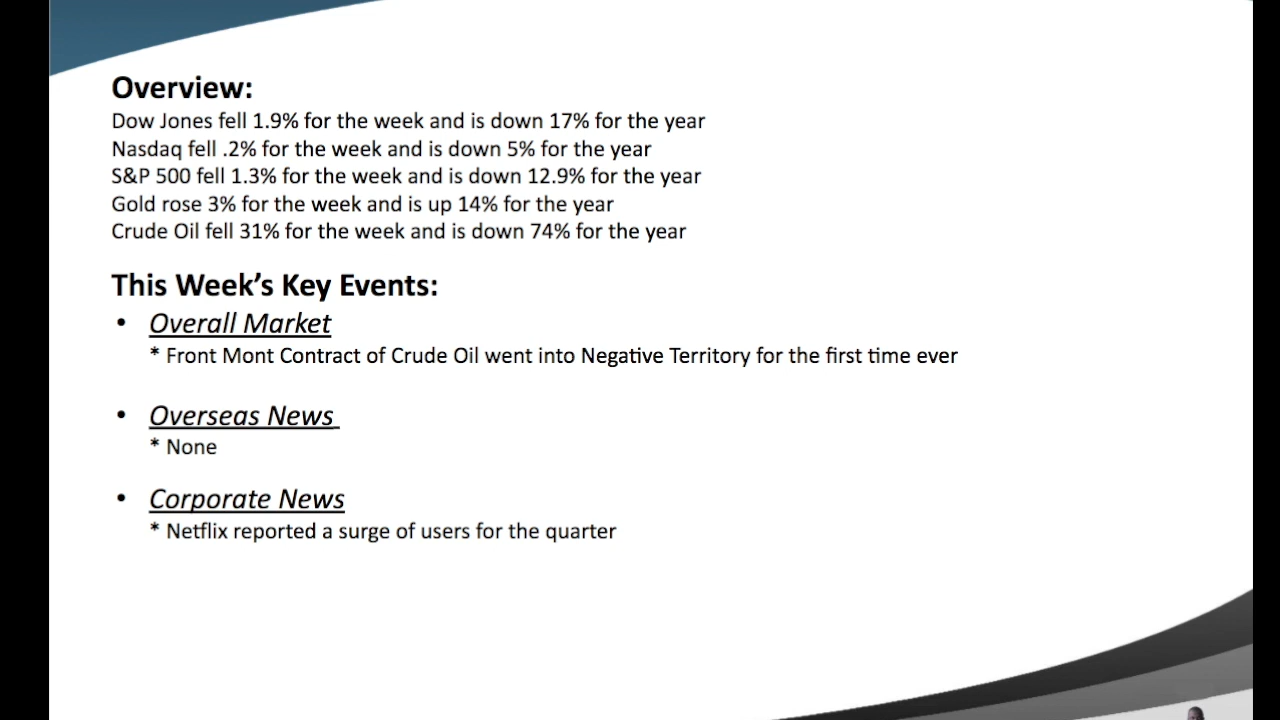 Overview:
Dow Jones fell 1.9% for the week and is down 17% for the year
Nasdaq fell .2% for the week and is down 5% for the year
S&P 500 fell 1.3% for the week and is down 12.9% for the year
Gold rose 3% for the week and is up 14% for the year
Crude Oil fell 31% for the week and is down 74% for the year
This Week’s Key Events:
• Overall Market
* Front Mont Contract of Crude Oil went into Negative Territory for the first time ever
• Overseas News
* None
• Corporate News
* Netflix reported a surge of users for the quarter